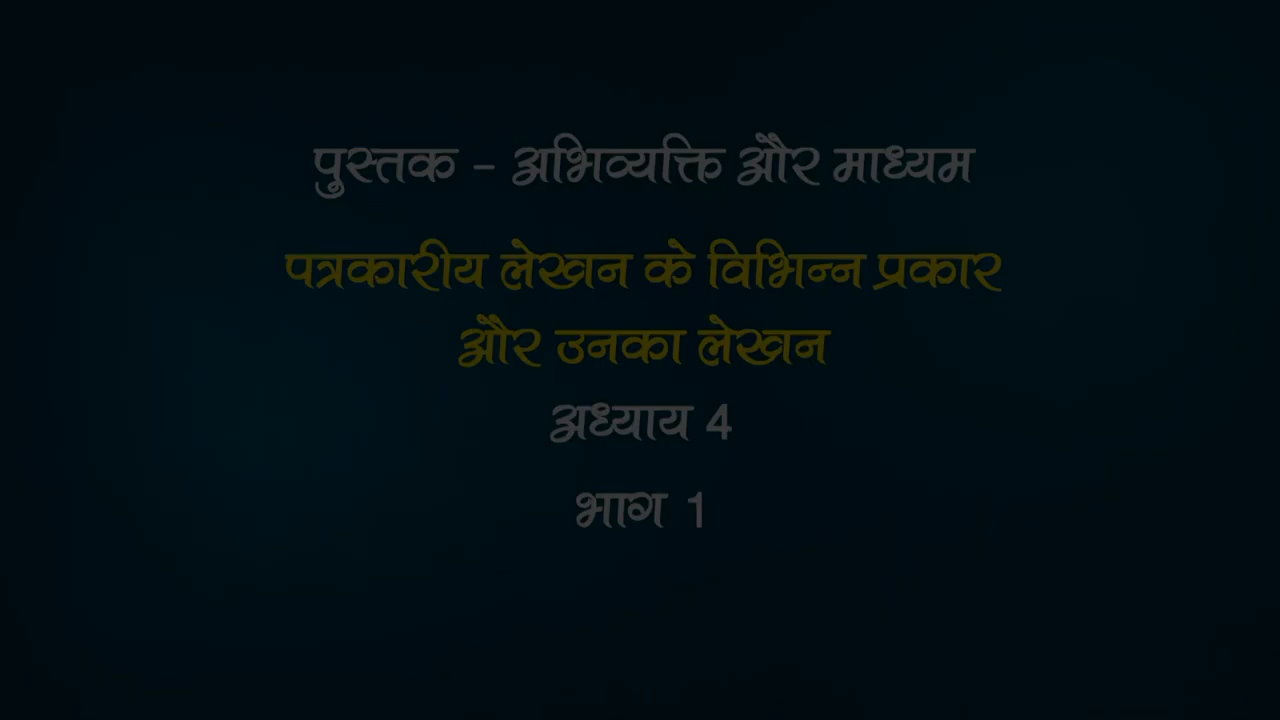 पुस्तक - अभिव्यक्ति और माध्यम
पत्रकारीय लेखन के विभिन्न प्रकार
और उनका लेखन
अध्याय 4
भाग 1